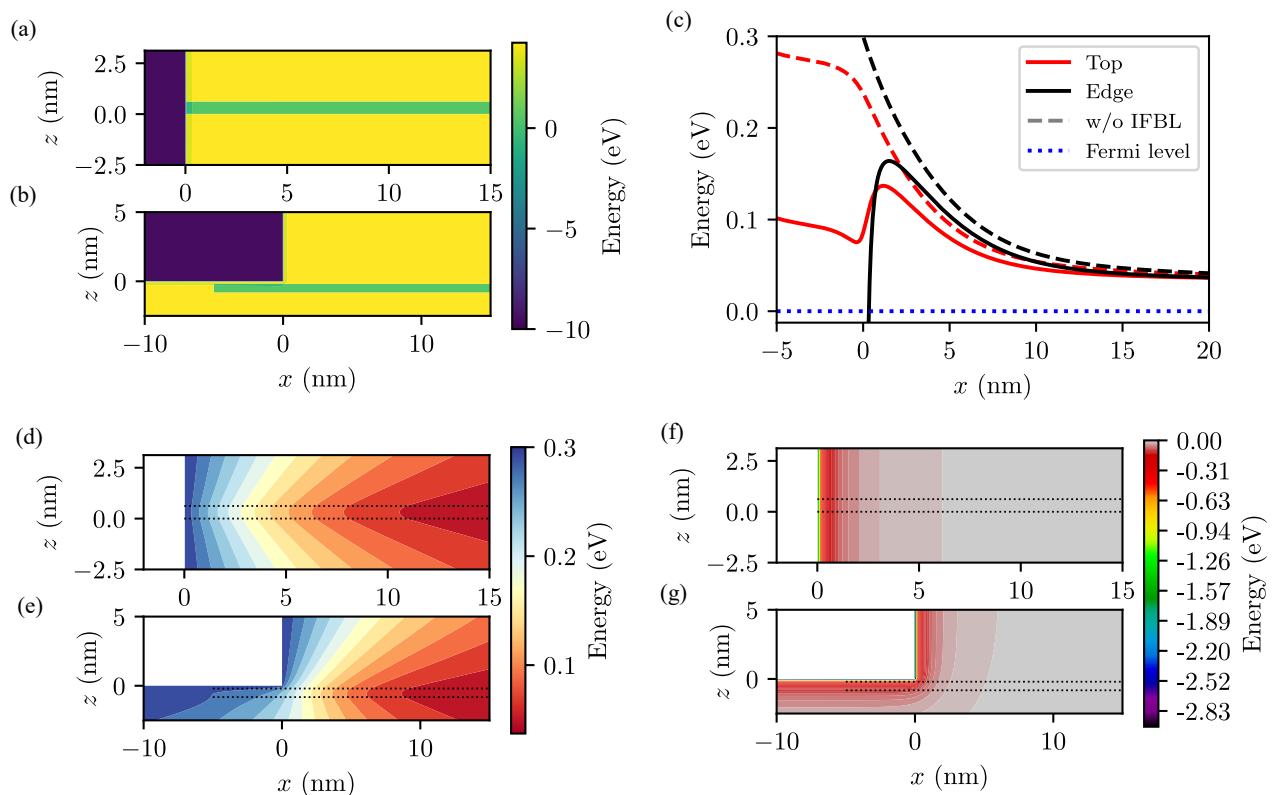 (a)
2.5
0.0
−2.5
z (nm)
0
5
10
15
(b)
5
0
z (nm)
−10
0
10
x (nm)
0
−5
−10
Energy (eV)
(c)
0.3
0.2
0.1
0.0
Energy (eV)
Top
Edge
w/o IFBL
Fermi level
−5
0
5
10
15
20
x (nm)
(d)
2.5
0.0
−2.5
z (nm)
0
5
10
15
(e)
5
0
z (nm)
−10
0
10
x (nm)
0.3
0.2
0.1
Energy (eV)
(f)
2.5
0.0
−2.5
z (nm)
0
5
10
15
(g)
5
0
z (nm)
−10
0
10
x (nm)
0.00
-0.31
-0.63
-0.94
-1.26
-1.57
-1.89
-2.20
-2.52
-2.83
Energy (eV)